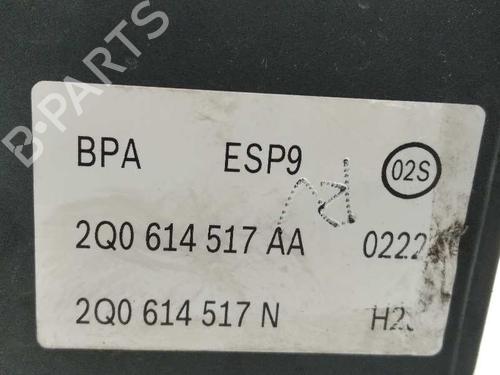 B-PARTS
BPA ESP9 02S
2Q0 614 517 AA 0222
2Q0 614 517 N